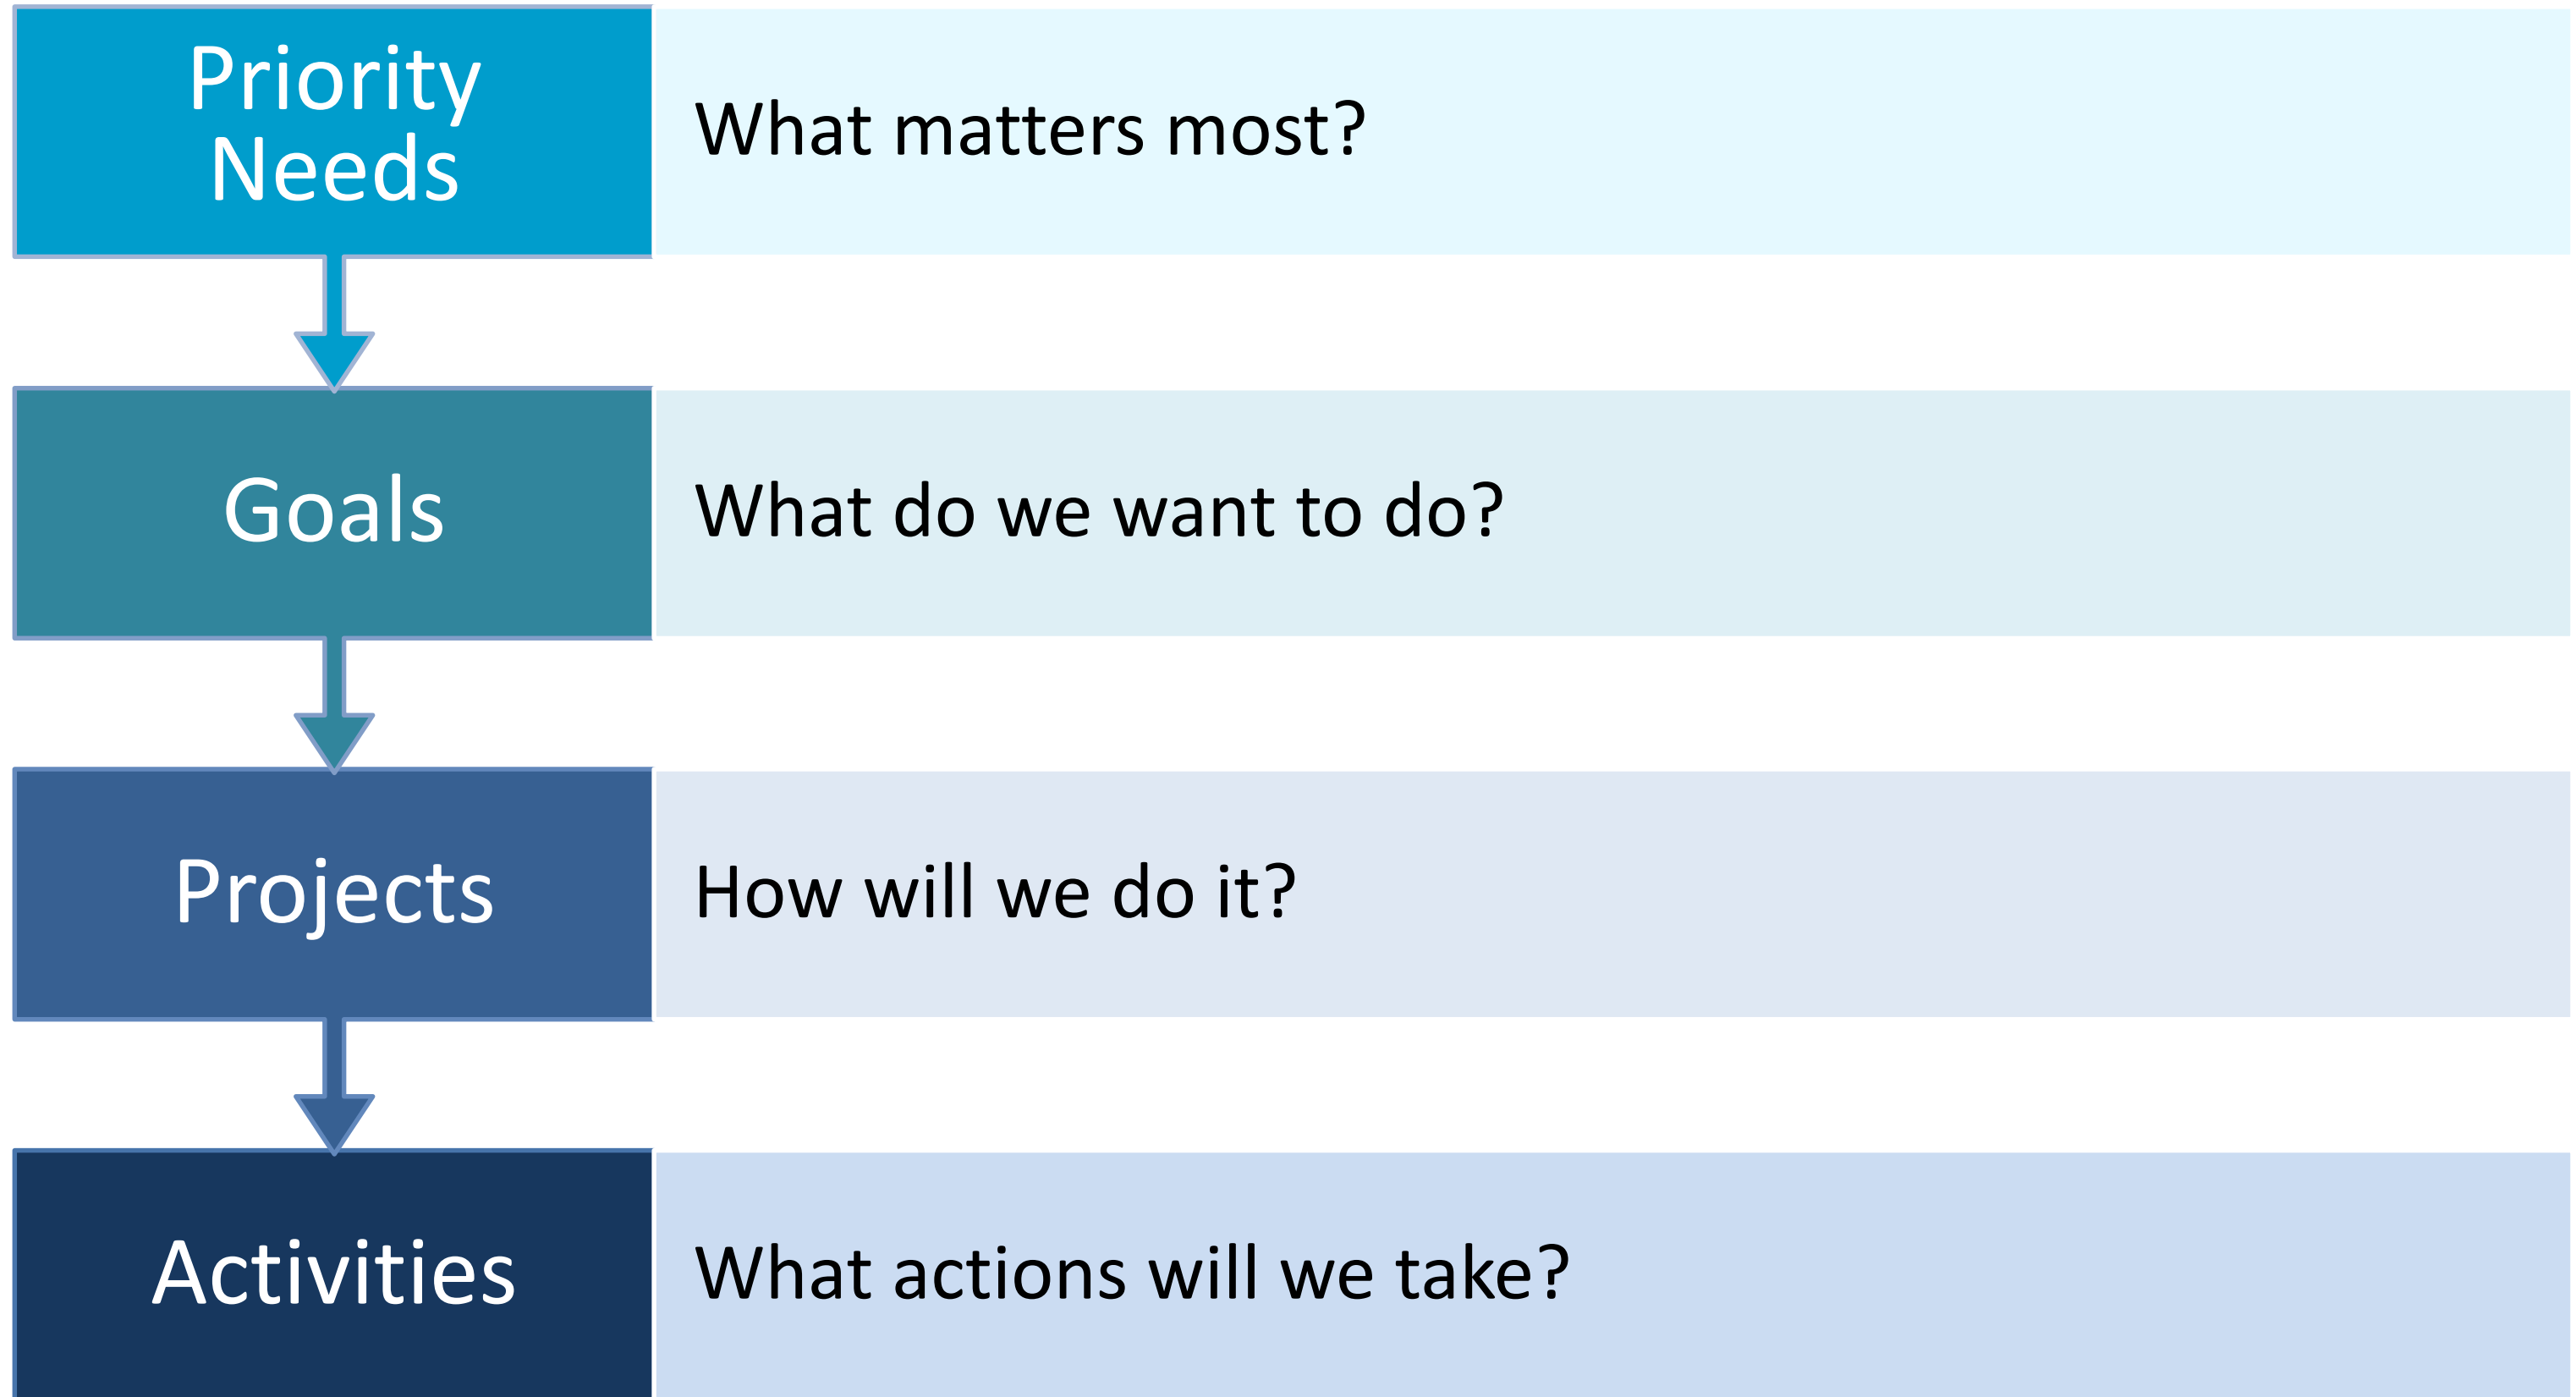 Priority
Needs
What matters most?
Goals
What do we want to do?
Projects
How will we do it?
Activities
What actions will we take?